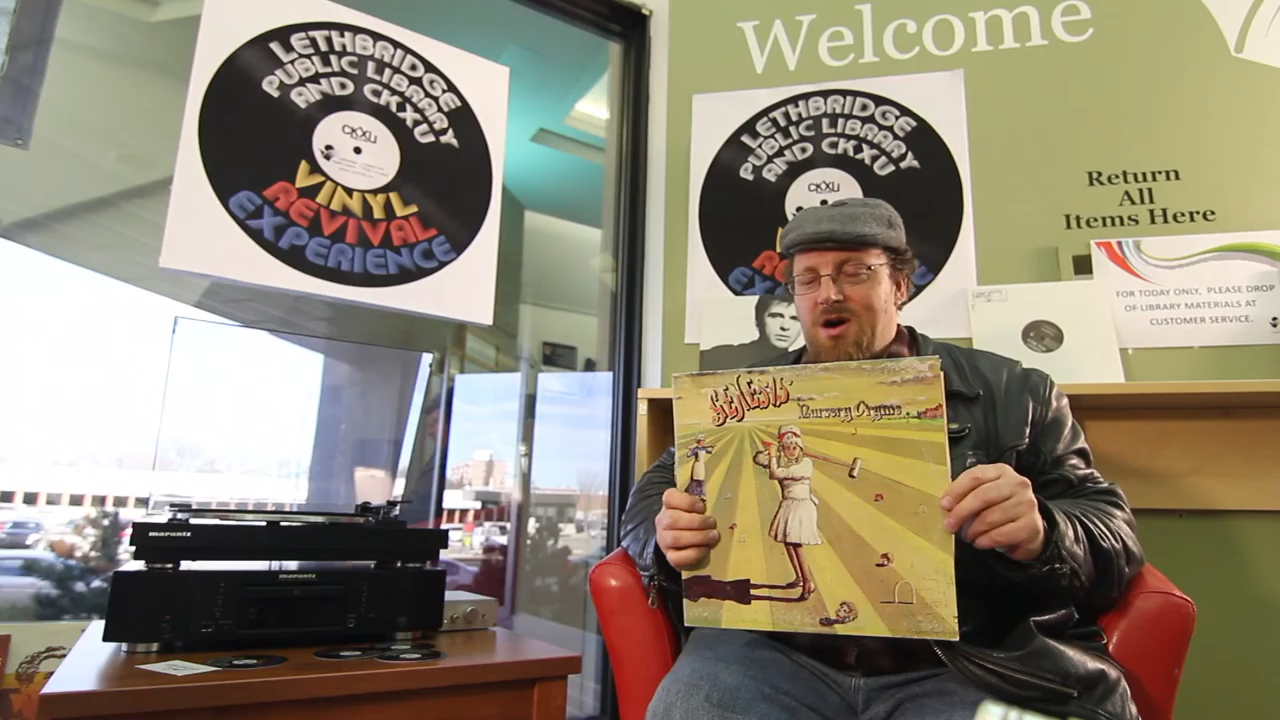 LETHBRIDGE
PUBLIC LIBRARY
AND CKXU
CKXU
VINYL
REVIVAL
EXPERIENCE
Welcome
LETHBRIDGE
PUBLIC LIBRARY
AND CKXU
CKXU
Return
All
Items Here
FOR TODAY ONLY, PLEASE DROP
OF LIBRARY MATERIALS AT
CUSTOMER SERVICE.
GENESIS
Nursery Cryme
marantz
marantz